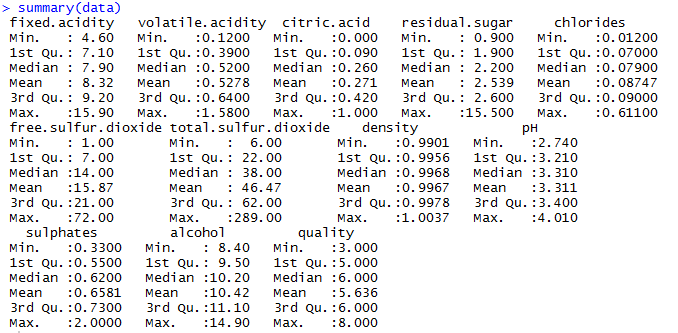 > summary(data)
fixed.acidity   volatile.acidity  citric.acid    residual.sugar     chlorides
Min.   : 4.60   Min.   :0.1200   Min.   :0.000   Min.   : 0.900   Min.   :0.01200
1st Qu.: 7.10   1st Qu.:0.3900   1st Qu.:0.090   1st Qu.: 1.900   1st Qu.:0.07000
Median : 7.90   Median :0.5200   Median :0.260   Median : 2.200   Median :0.07900
Mean   : 8.32   Mean   :0.5278   Mean   :0.271   Mean   : 2.539   Mean   :0.08747
3rd Qu.: 9.20   3rd Qu.:0.6400   3rd Qu.:0.420   3rd Qu.: 2.600   3rd Qu.:0.09000
Max.   :15.90   Max.   :1.5800   Max.   :1.000   Max.   :15.500   Max.   :0.61100
free.sulfur.dioxide total.sulfur.dioxide    density             pH
Min.   : 1.00       Min.   :  6.00       Min.   :0.9901   Min.   :2.740
1st Qu.: 7.00       1st Qu.: 22.00       1st Qu.:0.9956   1st Qu.:3.210
Median :14.00       Median : 38.00       Median :0.9968   Median :3.310
Mean   :15.87       Mean   : 46.47       Mean   :0.9967   Mean   :3.311
3rd Qu.:21.00       3rd Qu.: 62.00       3rd Qu.:0.9978   3rd Qu.:3.400
Max.   :72.00       Max.   :289.00       Max.   :1.0037   Max.   :4.010
sulphates         alcohol         quality
Min.   :0.3300   Min.   : 8.40   Min.   :3.000
1st Qu.:0.5500   1st Qu.: 9.50   1st Qu.:5.000
Median :0.6200   Median :10.20   Median :6.000
Mean   :0.6581   Mean   :10.42   Mean   :5.636
3rd Qu.:0.7300   3rd Qu.:11.10   3rd Qu.:6.000
Max.   :2.0000   Max.   :14.90   Max.   :8.000